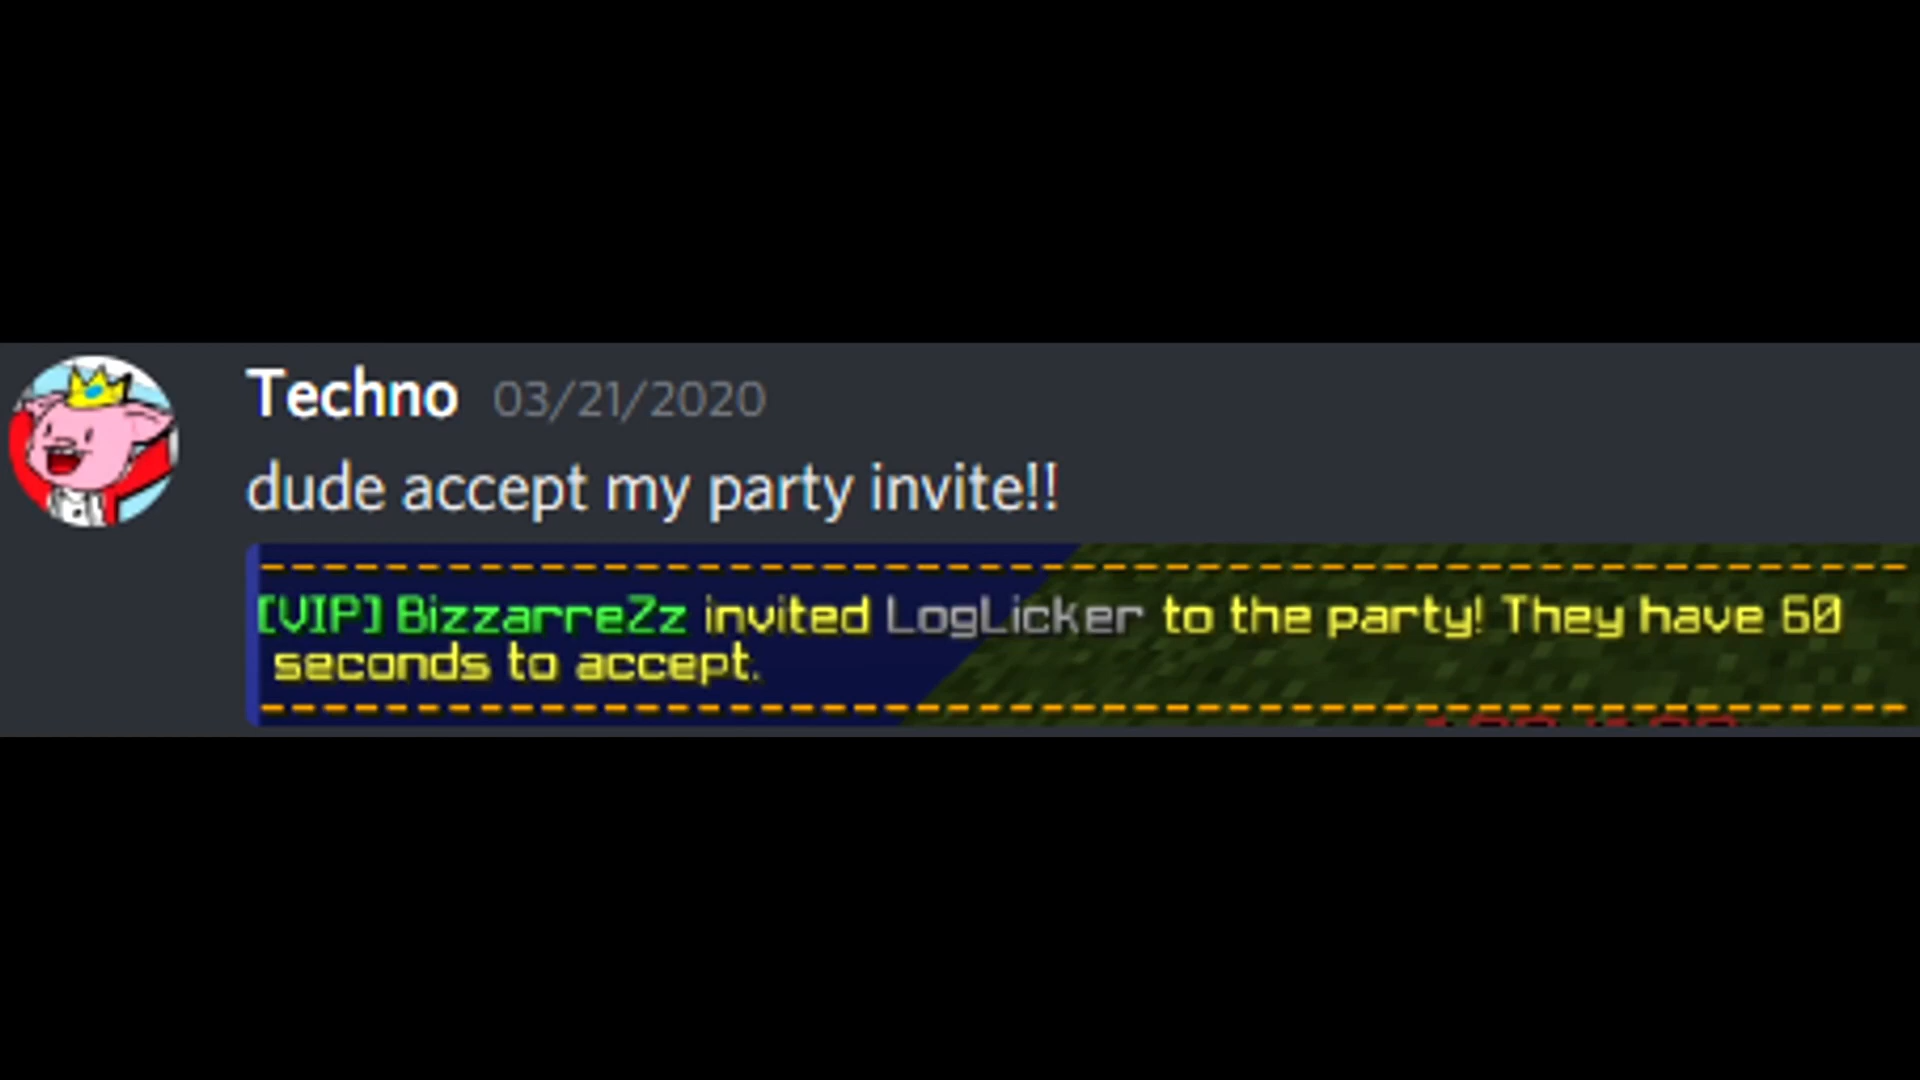 Techno 03/21/2020
dude accept my party invite!!
[VIP] BizzarreZz invited LogLicker to the party! They have 60
seconds to accept.